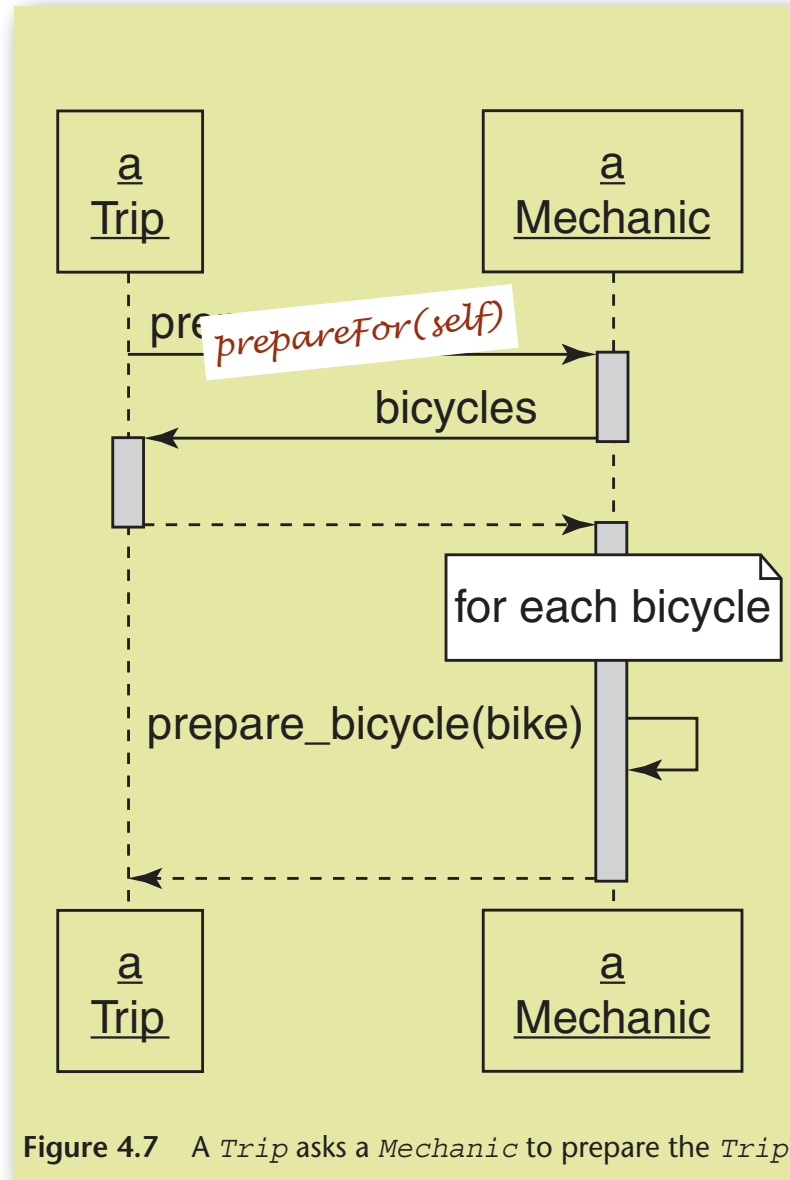 a
Trip
a
Mechanic
prepareFor(self)
bicycles
for each bicycle
prepare_bicycle(bike)
a
Trip
a
Mechanic
Figure 4.7 A Trip asks a Mechanic to prepare the Trip